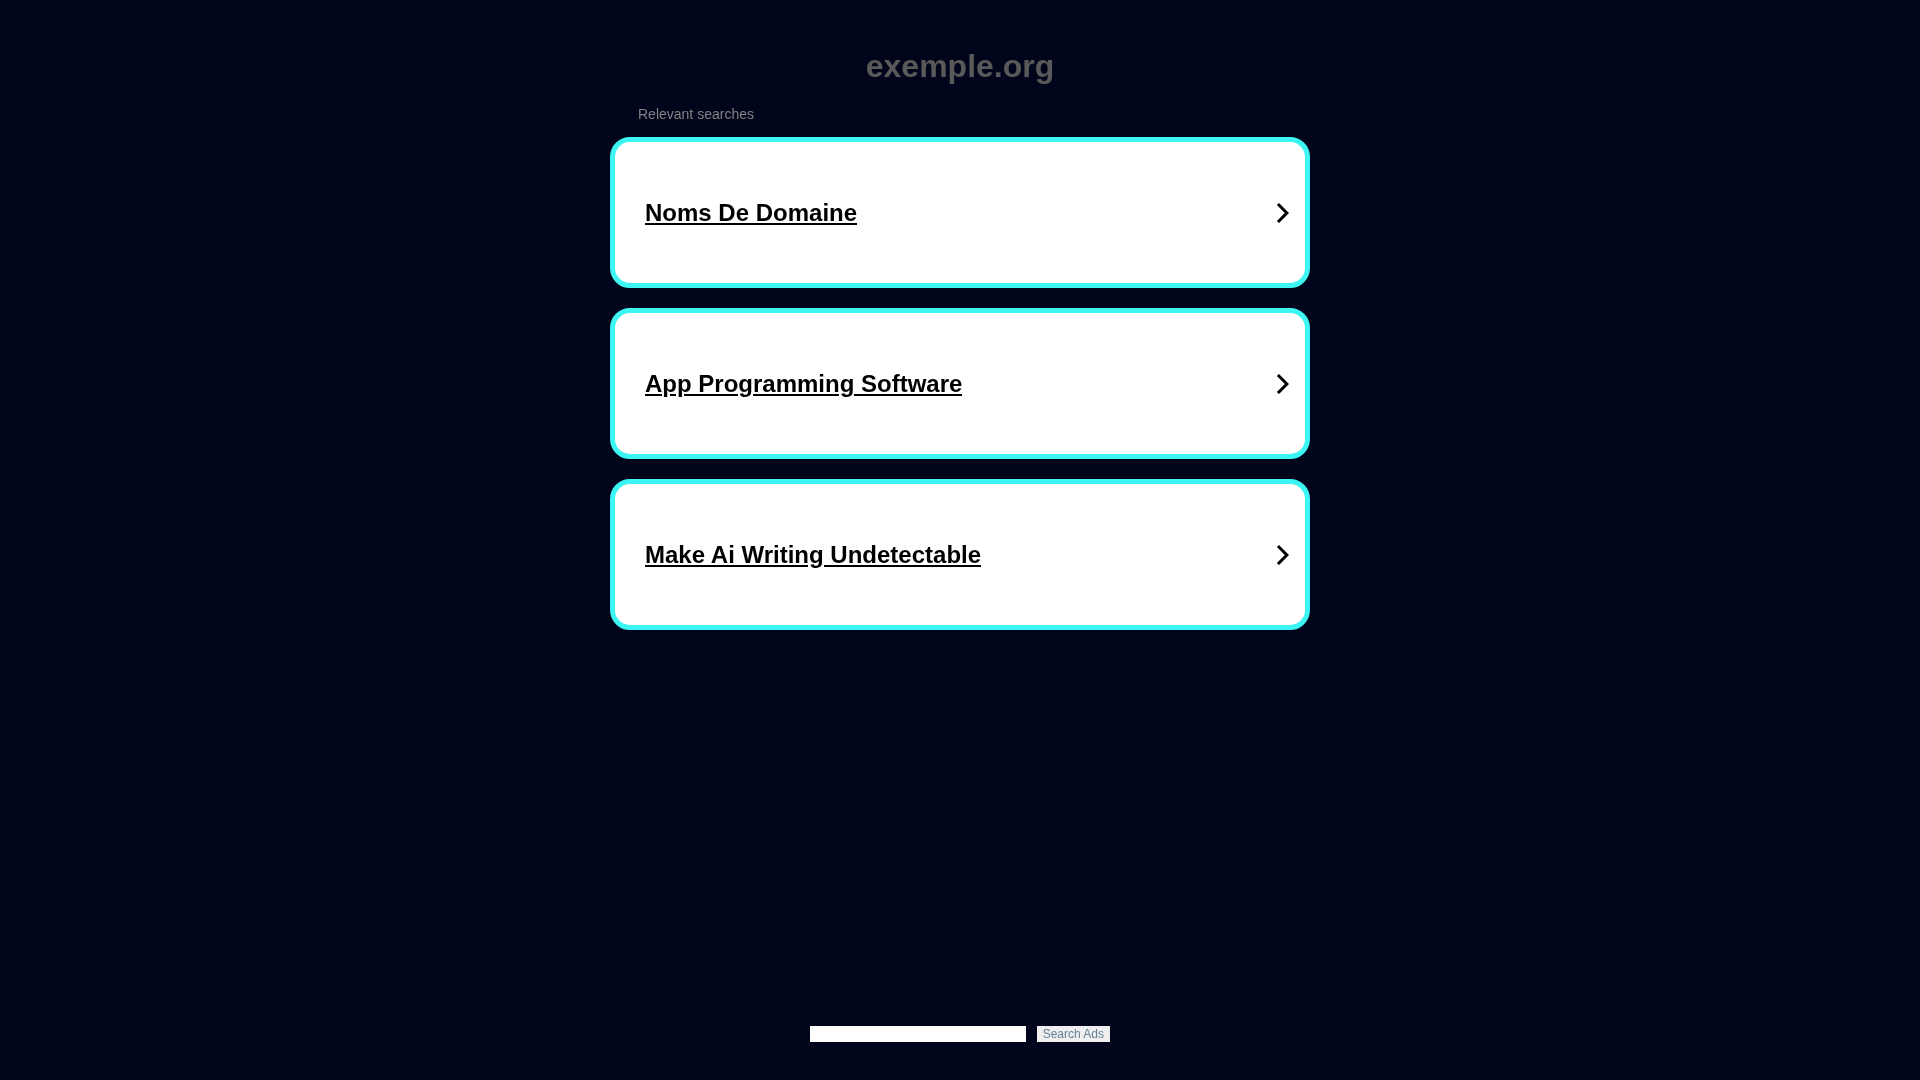 exemple.org
Relevant searches
Noms De Domaine
App Programming Software
Make Ai Writing Undetectable
Search Ads